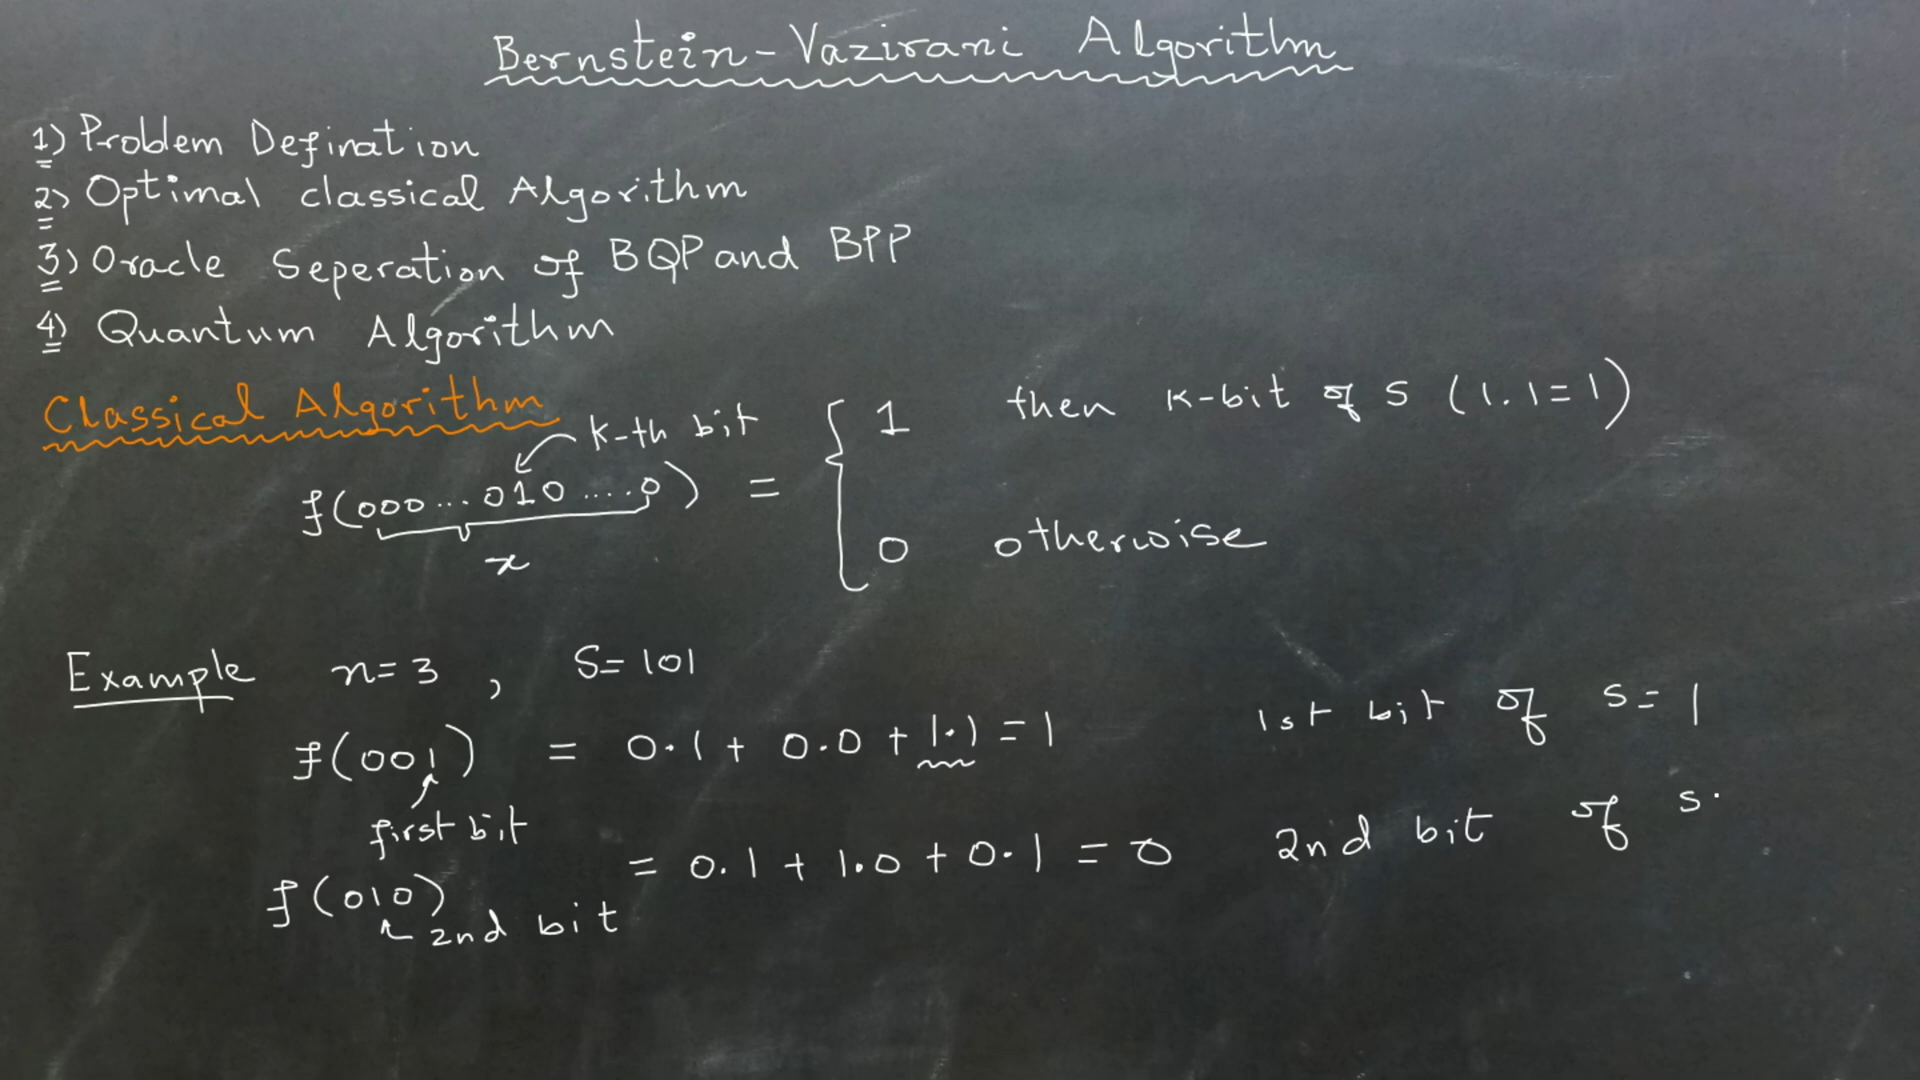 Bernstein-Vazirani Algorithm
1) Problem Defination
2) Optimal classical Algorithm
3) Oracle Seperation of BQP and BPP
4) Quantum Algorithm
Classical Algorithm
k-th bit
f(000...010....0) = { 1 then k-bit of s (1.1=1)
0 otherwise
x
Example n=3 , S=101
f(001) = 0.1 + 0.0 + 1.1 = 1 1st bit of s=1
first bit
f(010) = 0.1 + 1.0 + 0.1 = 0 2nd bit of s.
2nd bit